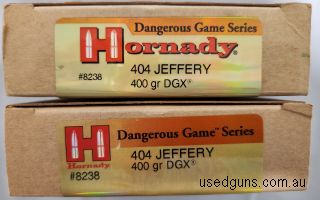 Dangerous Game Series
Hornady®
404 JEFFERY
#8238
400 gr DGX®
Dangerous Game™ Series
H
Hornady
404 JEFFERY
#8238
400 gr DGX®
usedguns.com.au